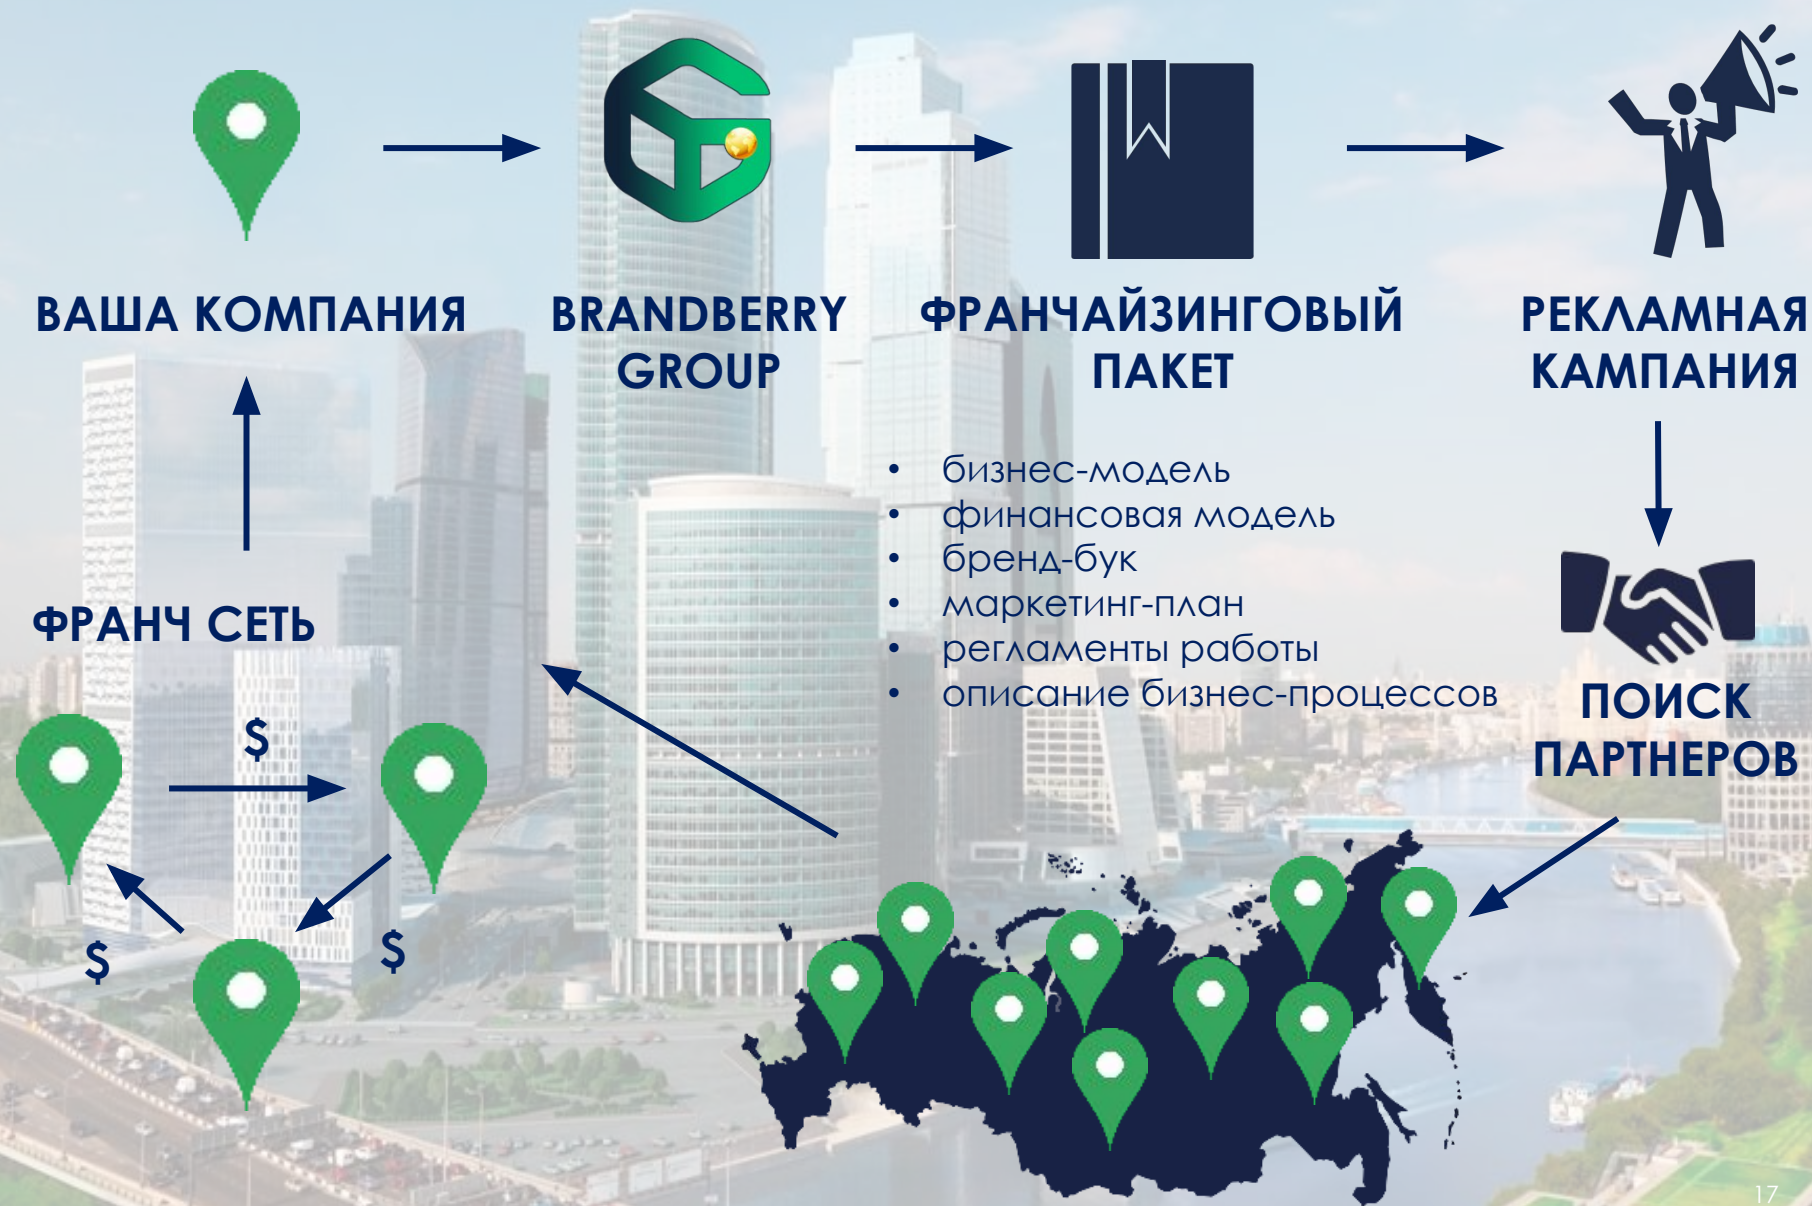 ВАША КОМПАНИЯ
BRANDBERRY
GROUP
ФРАНЧАЙЗИНГОВЫЙ
ПАКЕТ
РЕКЛАМНАЯ
КАМПАНИЯ
• бизнес-модель
• финансовая модель
• бренд-бук
• маркетинг-план
• регламенты работы
• описание бизнес-процессов
ПОИСК
ПАРТНЕРОВ
ФРАНЧ СЕТЬ
$
$
$
17